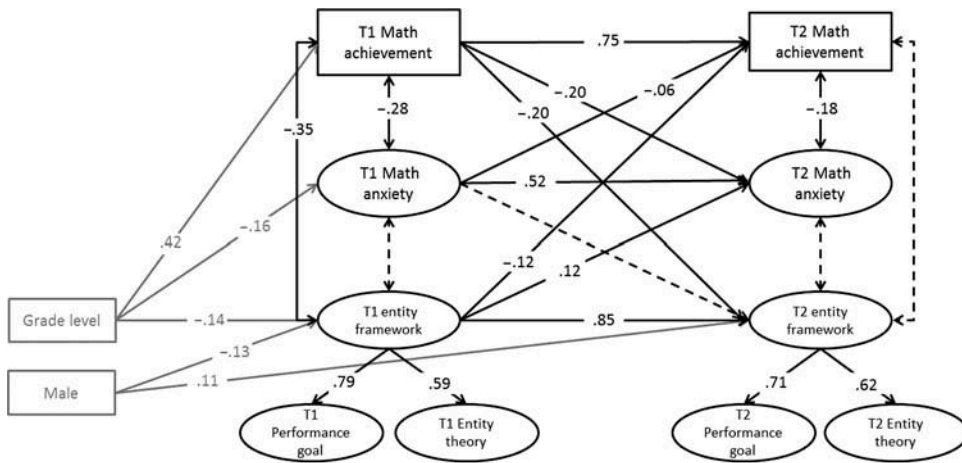 T1 Math
achievement
.75
T2 Math
achievement
−.20
−.06
−.28
−.20
−.18
−.35
T1 Math
anxiety
.52
T2 Math
anxiety
−.16
.42
−.12
.12
Grade level
−.14
T1 entity
framework
.85
T2 entity
framework
−.13
Male
.11
.79
.59
.71
.62
T1
Performance
goal
T1 Entity
theory
T2
Performance
goal
T2 Entity
theory